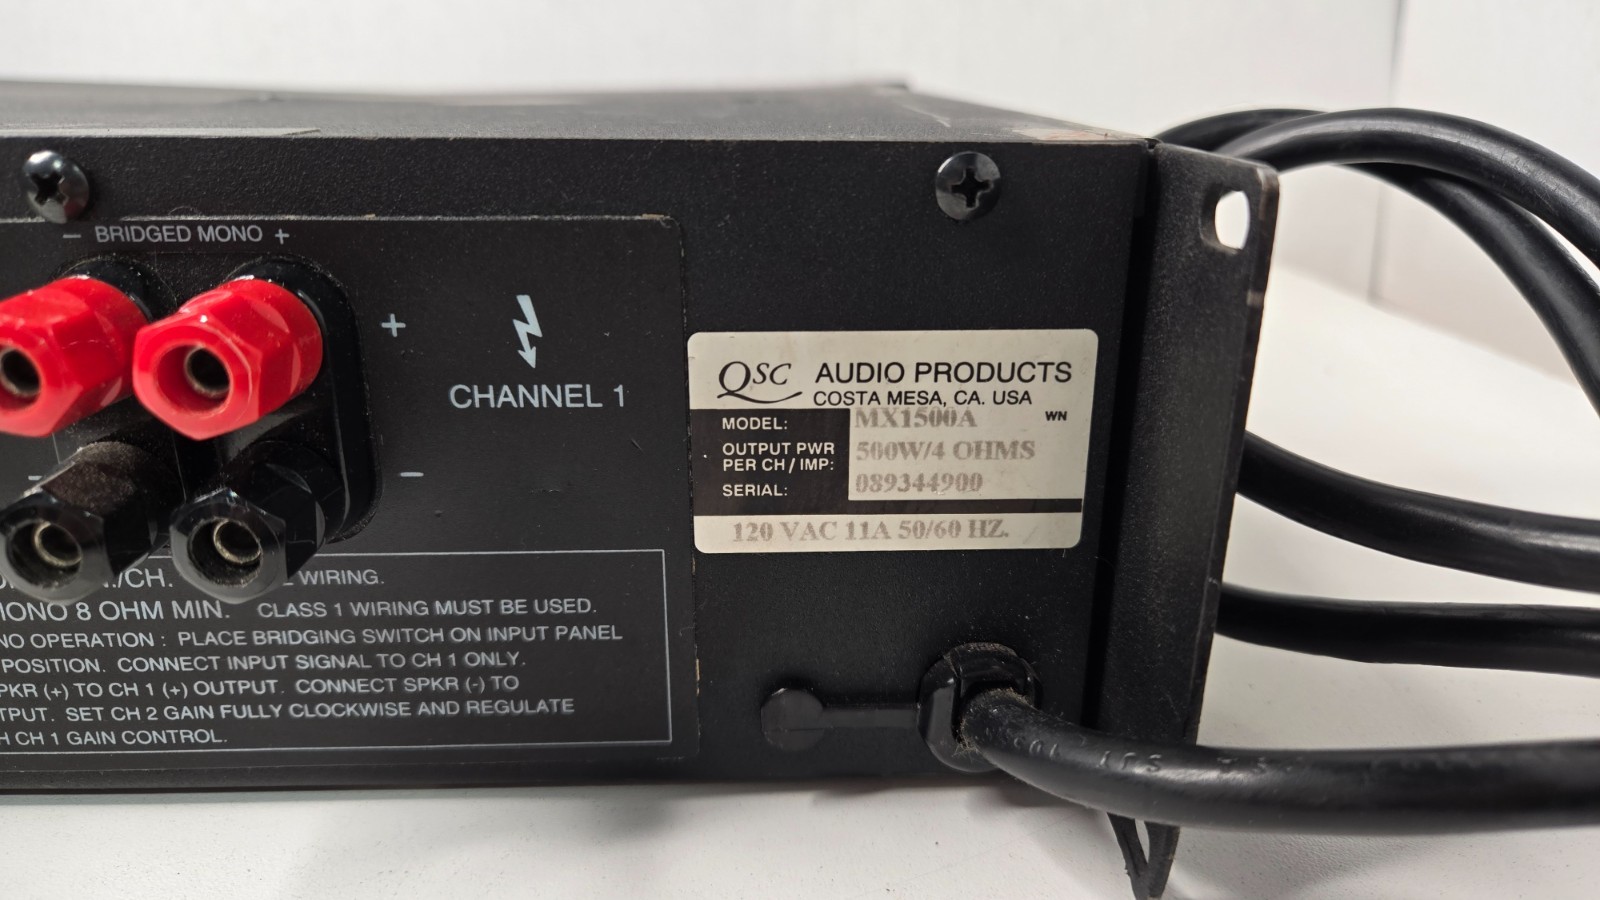 − BRIDGED MONO +
+
CHANNEL 1
−
QSC AUDIO PRODUCTS
COSTA MESA, CA. USA
MODEL: MX1500A WN
OUTPUT PWR
PER CH / IMP: 500W/4 OHMS
SERIAL: 089344900
120 VAC 11A 50/60 HZ.
/CH. WIRING.
MONO 8 OHM MIN. CLASS 1 WIRING MUST BE USED.
NO OPERATION : PLACE BRIDGING SWITCH ON INPUT PANEL
POSITION. CONNECT INPUT SIGNAL TO CH 1 ONLY.
SPKR (+) TO CH 1 (+) OUTPUT. CONNECT SPKR (-) TO
TPUT. SET CH 2 GAIN FULLY CLOCKWISE AND REGULATE
H CH 1 GAIN CONTROL.